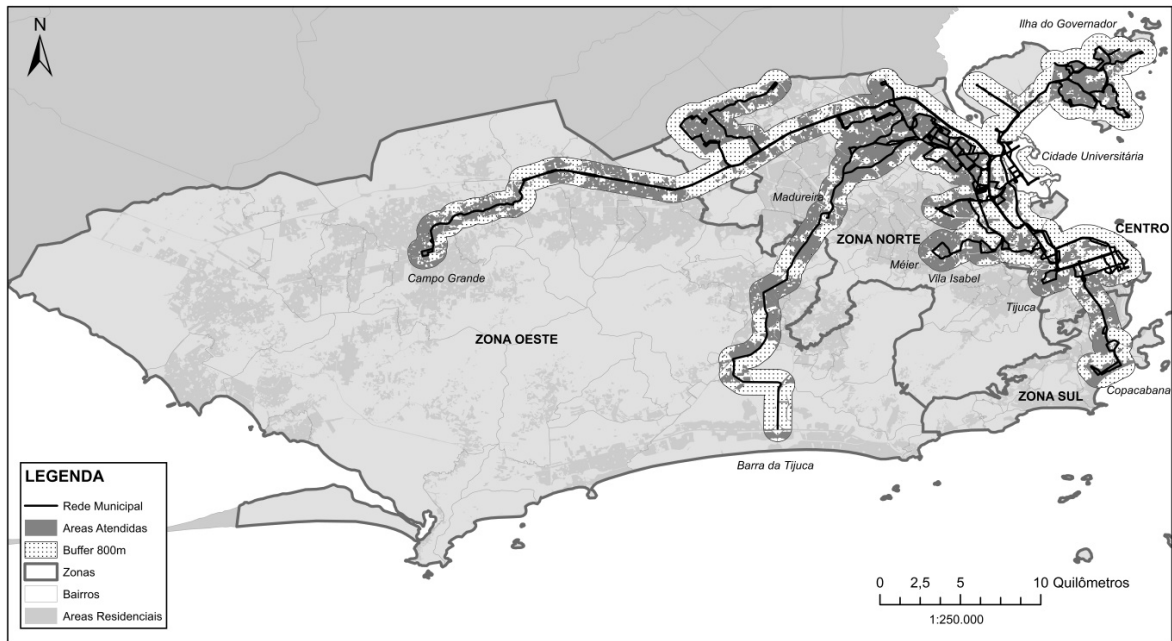 N
Ilha do Governador
Cidade Universitária
Madureira
CENTRO
ZONA NORTE
Méier
Vila Isabel
Campo Grande
Tijuca
ZONA OESTE
Copacabana
ZONA SUL
Barra da Tijuca
LEGENDA
Rede Municipal
Areas Atendidas
Buffer 800m
Zonas
Bairros
Areas Residenciais
0 2,5 5 10 Quilômetros
1:250.000